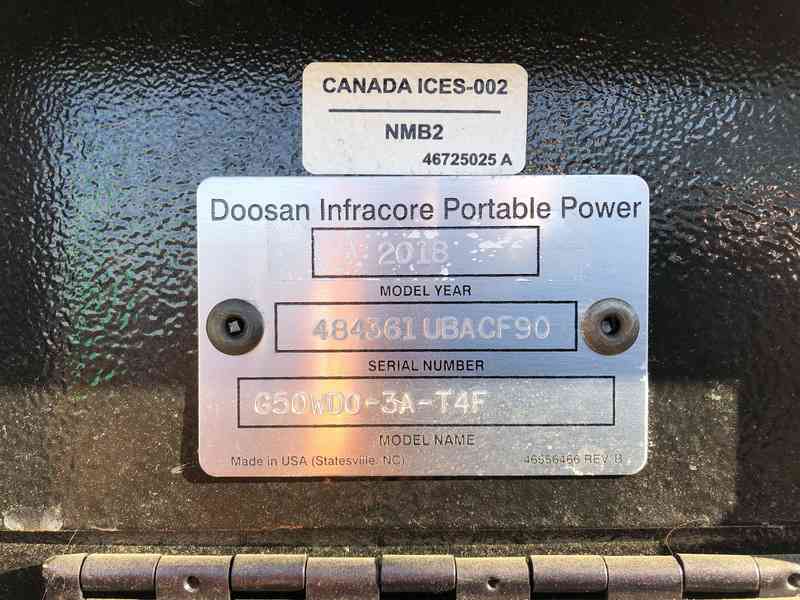 CANADA ICES-002
NMB2
46725025 A
Doosan Infracore Portable Power
A 2018
MODEL YEAR
484361 UBACF90
SERIAL NUMBER
G50WDO-3A-T4F
MODEL NAME
Made in USA (Statesville, NC)
46556466 REV B